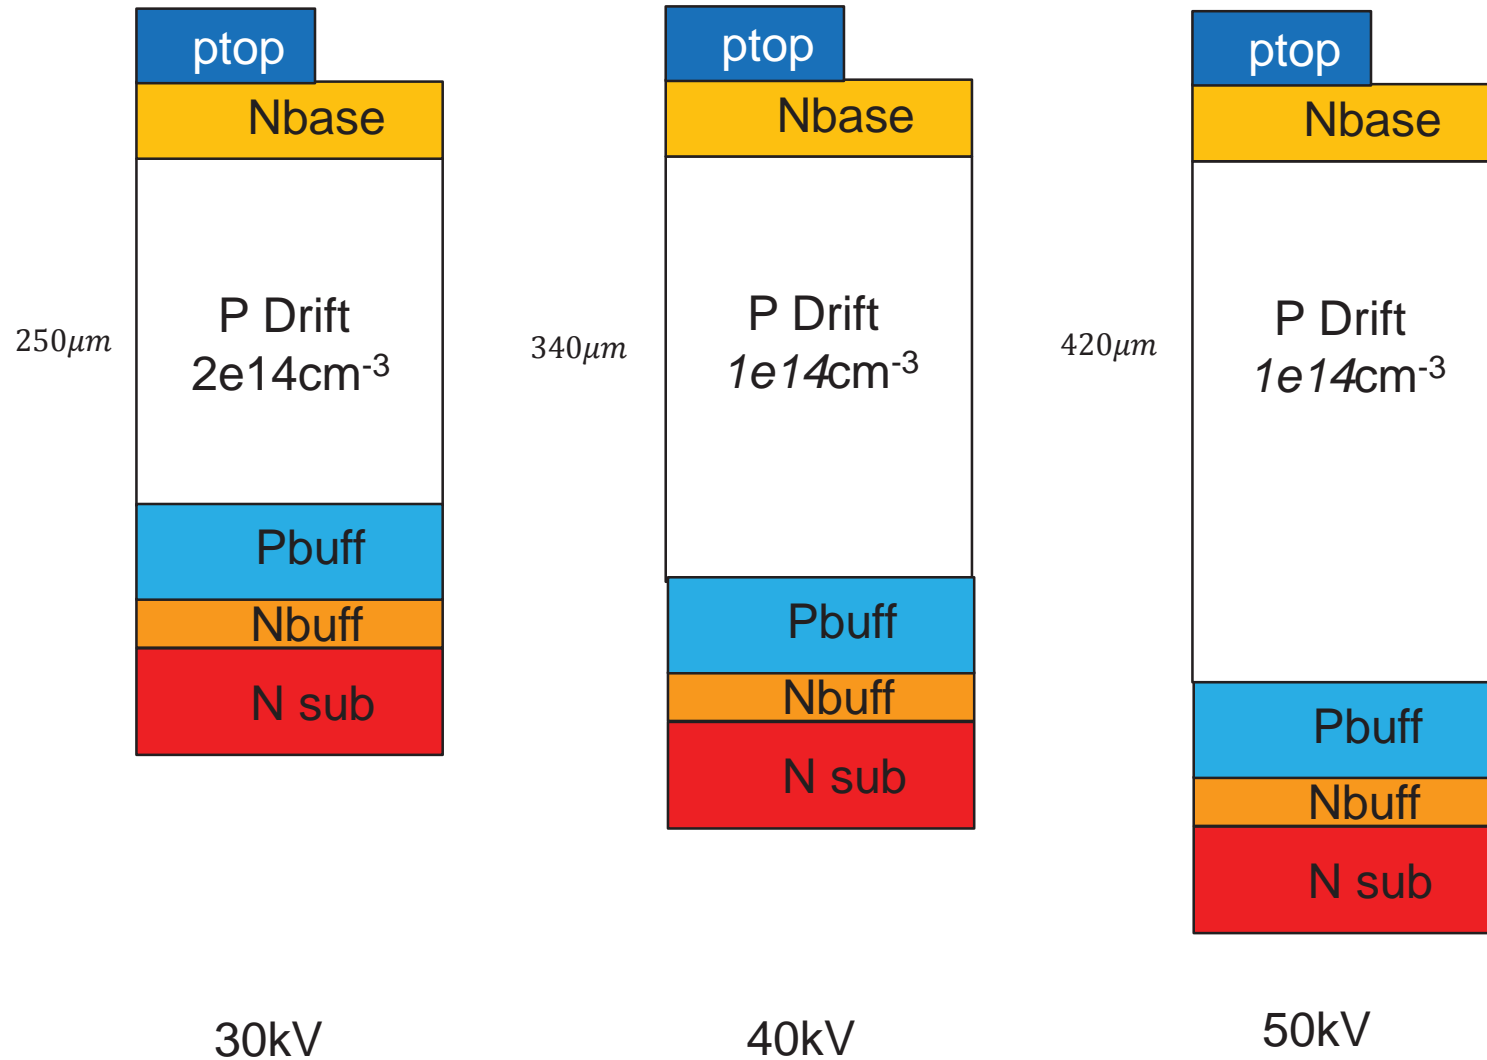 ptop
Nbase
250μm
P Drift
2e14cm-3
Pbuff
Nbuff
N sub
30kV
ptop
Nbase
340μm
P Drift
1e14cm-3
Pbuff
Nbuff
N sub
40kV
ptop
Nbase
420μm
P Drift
1e14cm-3
Pbuff
Nbuff
N sub
50kV